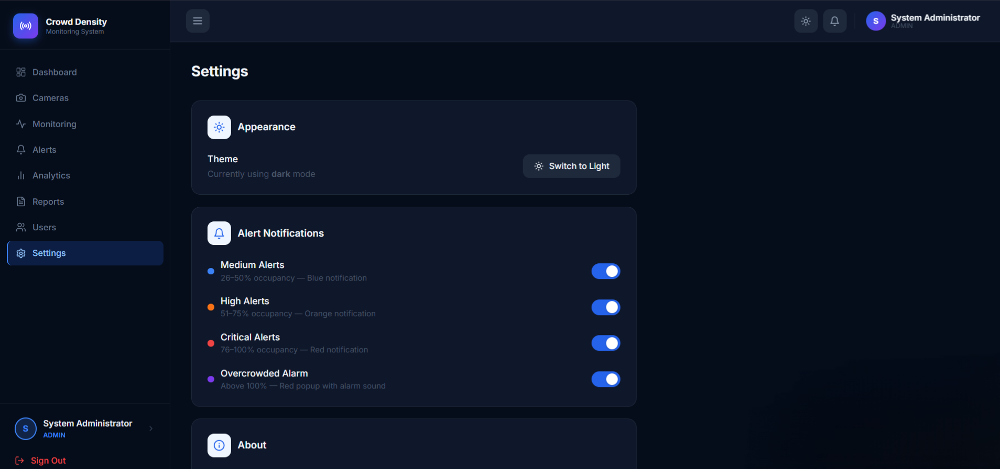 Crowd Density
Monitoring System
Dashboard
Cameras
Monitoring
Alerts
Analytics
Reports
Users
Settings
S
System Administrator
ADMIN
Sign Out
S
System Administrator
ADMIN
Settings
Appearance
Theme
Currently using dark mode
Switch to Light
Alert Notifications
Medium Alerts
26–50% occupancy — Blue notification
High Alerts
51–75% occupancy — Orange notification
Critical Alerts
76–100% occupancy — Red notification
Overcrowded Alarm
Above 100% — Red popup with alarm sound
About